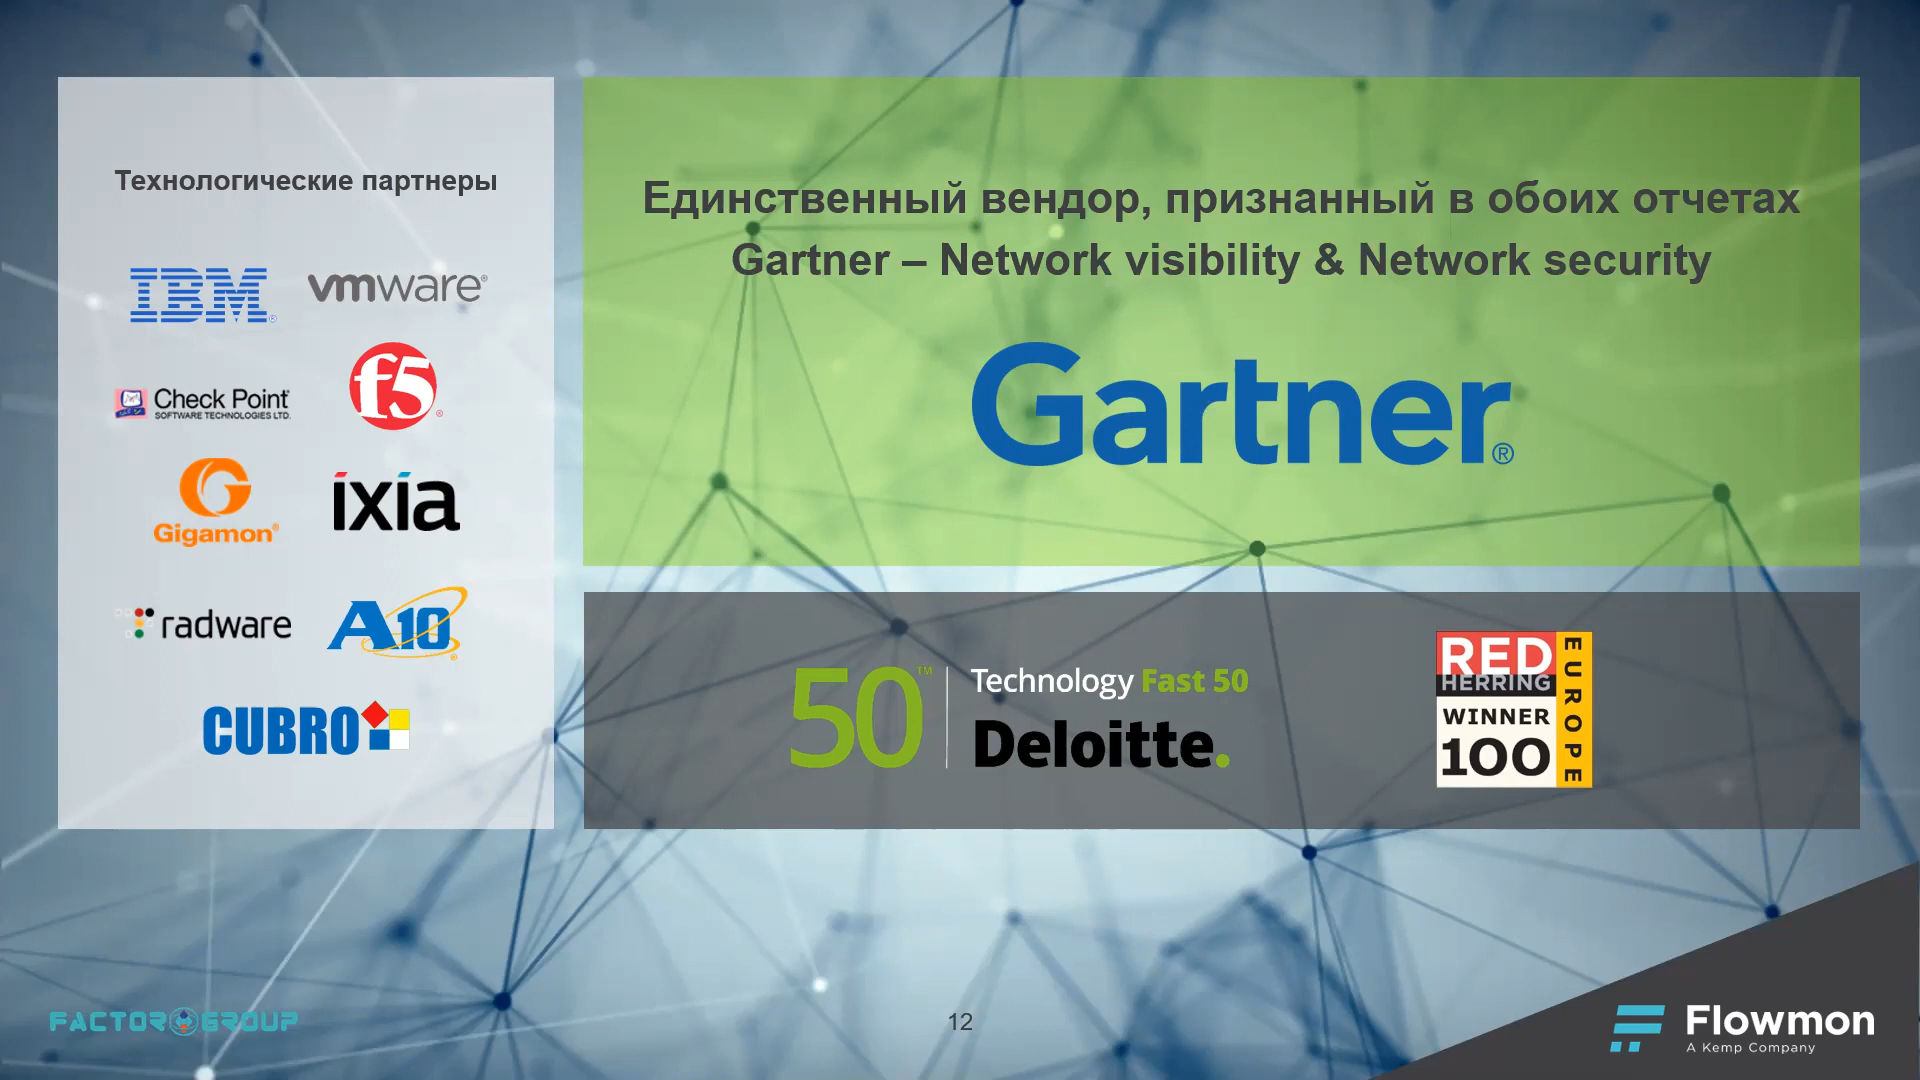 Технологические партнеры
IBM®
vmware®
Check Point
SOFTWARE TECHNOLOGIES LTD.
f5®
Gigamon®
ixia
radware
A10®
CUBRO
Единственный вендор, признанный в обоих отчетах
Gartner – Network visibility & Network security
Gartner®
50™
Technology Fast 50
Deloitte.
RED
HERRING
WINNER
100
EUROPE
FACTOR GROUP
12
Flowmon
A Kemp Company